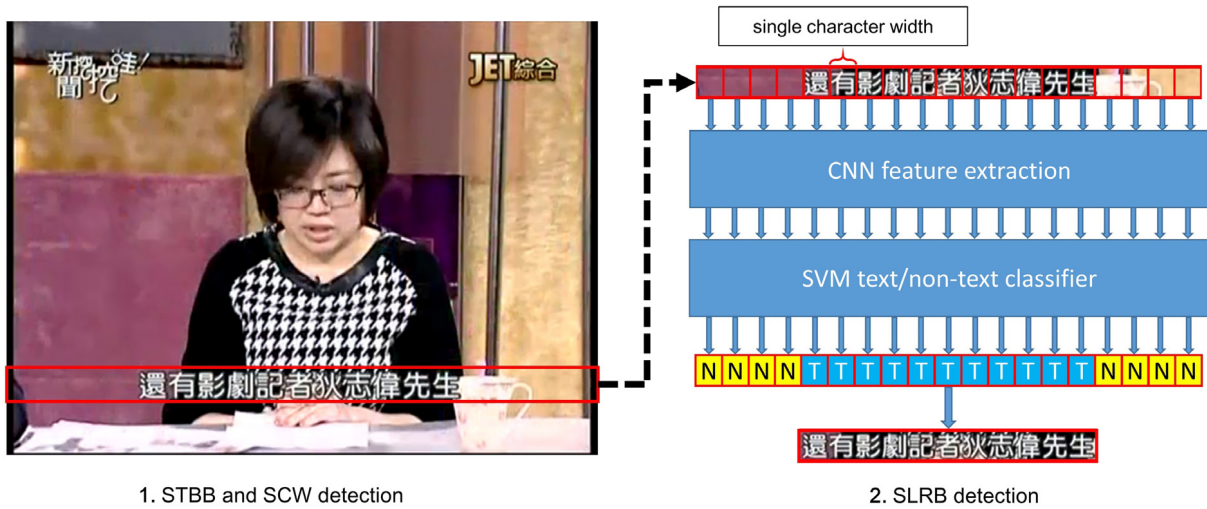 新聞挖挖哇!
JET綜合
還有影劇記者狄志偉先生
1. STBB and SCW detection
single character width
還有影劇記者狄志偉先生
CNN feature extraction
SVM text/non-text classifier
N N N N T T T T T T T T T T T N N N N
還有影劇記者狄志偉先生
2. SLRB detection